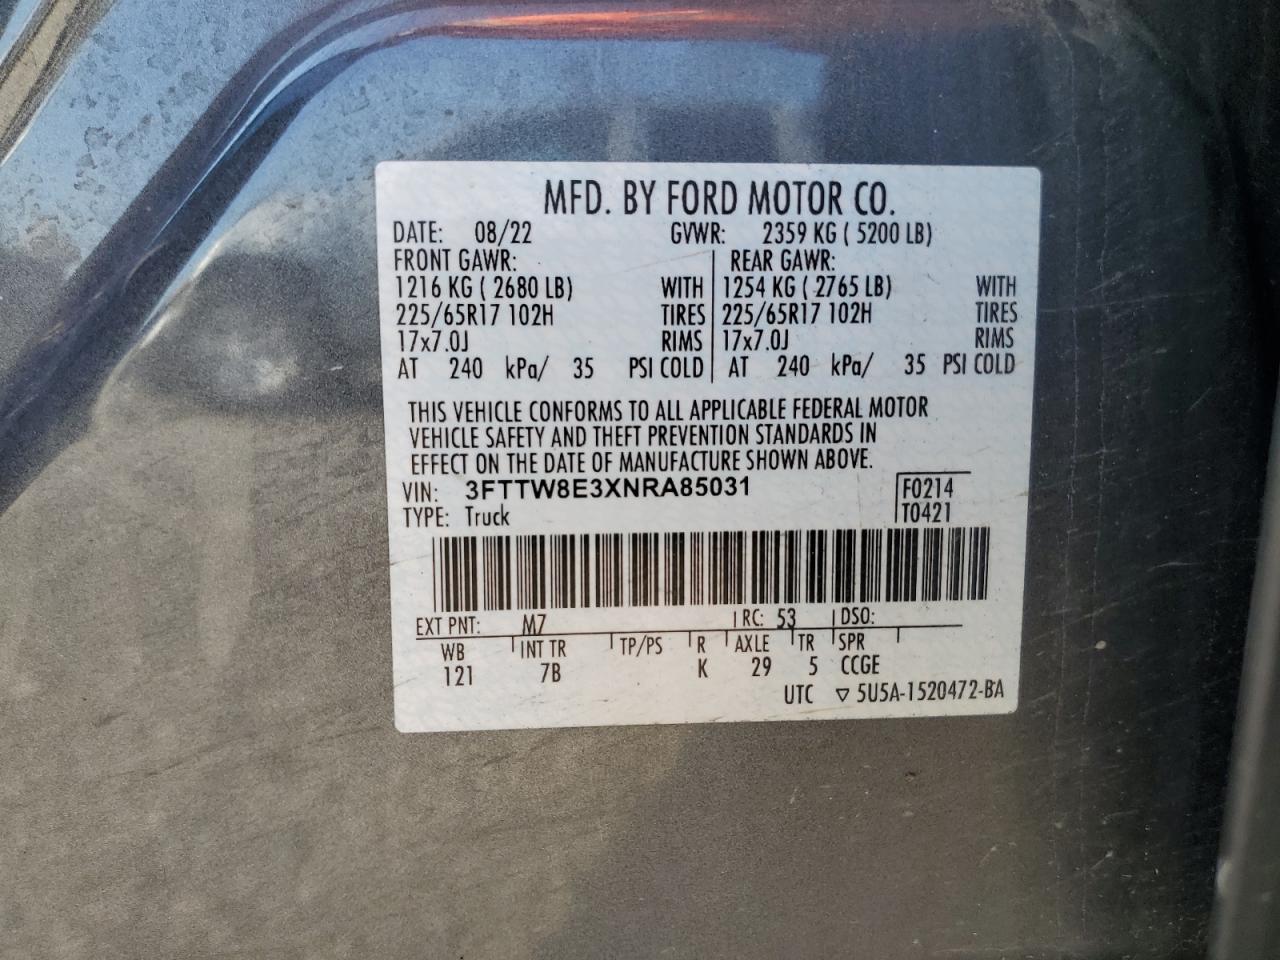 MFD. BY FORD MOTOR CO.
DATE: 08/22 GVWR: 2359 KG ( 5200 LB)
FRONT GAWR: REAR GAWR:
1216 KG ( 2680 LB) WITH 1254 KG ( 2765 LB) WITH
225/65R17 102H TIRES 225/65R17 102H TIRES
17x7.0J RIMS 17x7.0J RIMS
AT 240 kPa/ 35 PSI COLD AT 240 kPa/ 35 PSI COLD
THIS VEHICLE CONFORMS TO ALL APPLICABLE FEDERAL MOTOR
VEHICLE SAFETY AND THEFT PREVENTION STANDARDS IN
EFFECT ON THE DATE OF MANUFACTURE SHOWN ABOVE.
VIN: 3FTTW8E3XNRA85031 F0214
TYPE: Truck T0421
EXT PNT: M7 RC: 53 DSO:
WB INT TR TP/PS R AXLE TR SPR
121 7B K 29 5 CCGE
UTC ▽ 5U5A-1520472-BA